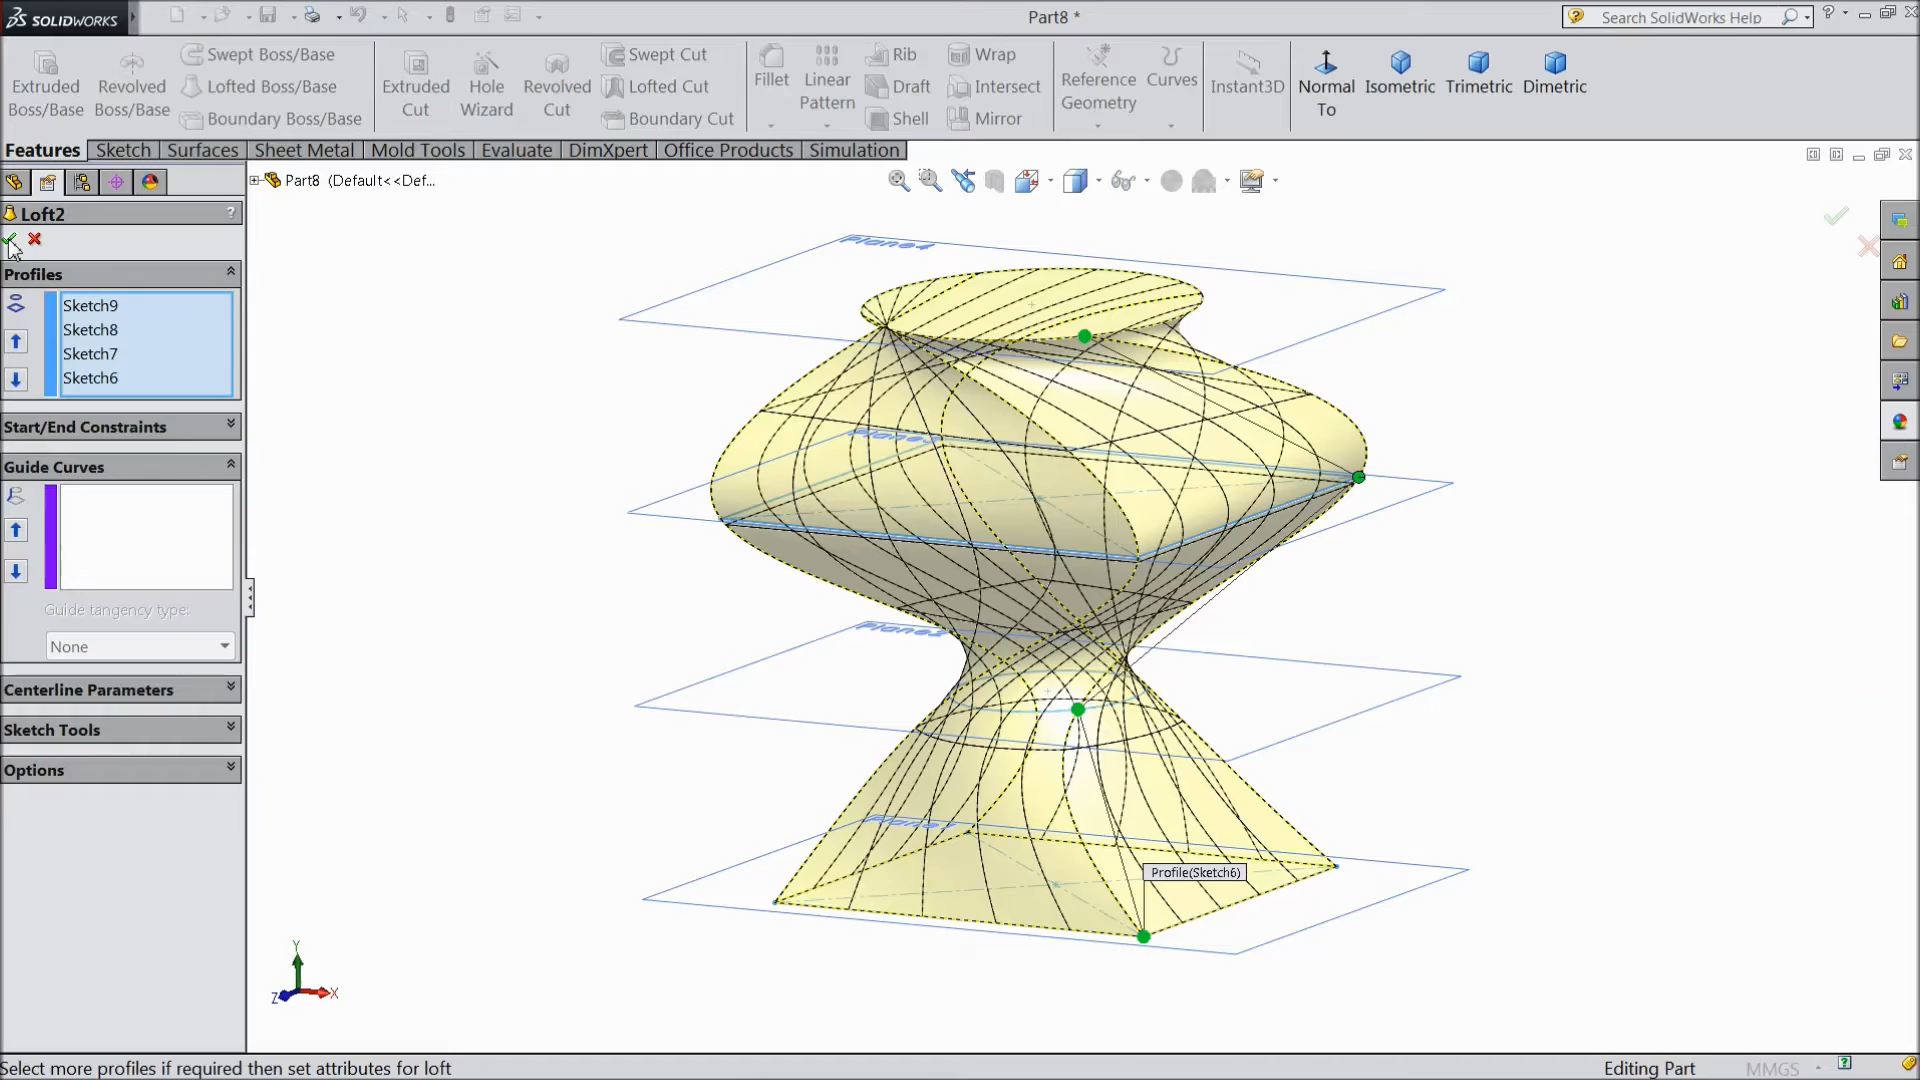 SOLIDWORKS
Part8 *
Search SolidWorks Help
Extruded Boss/Base
Revolved Boss/Base
Swept Boss/Base
Lofted Boss/Base
Boundary Boss/Base
Extruded Cut
Hole Wizard
Revolved Cut
Swept Cut
Lofted Cut
Boundary Cut
Fillet
Linear Pattern
Rib
Draft
Shell
Wrap
Intersect
Mirror
Reference Geometry
Curves
Instant3D
Normal To
Isometric
Trimetric
Dimetric
Features
Sketch
Surfaces
Sheet Metal
Mold Tools
Evaluate
DimXpert
Office Products
Simulation
Part8 (Default<<Def...
Loft2
?
Profiles
Sketch9
Sketch8
Sketch7
Sketch6
Start/End Constraints
Guide Curves
Guide tangency type:
None
Centerline Parameters
Sketch Tools
Options
Plane4
Plane3
Plane2
Plane1
Profile(Sketch6)
Y
Z
X
Select more profiles if required then set attributes for loft
Editing Part
MMGS